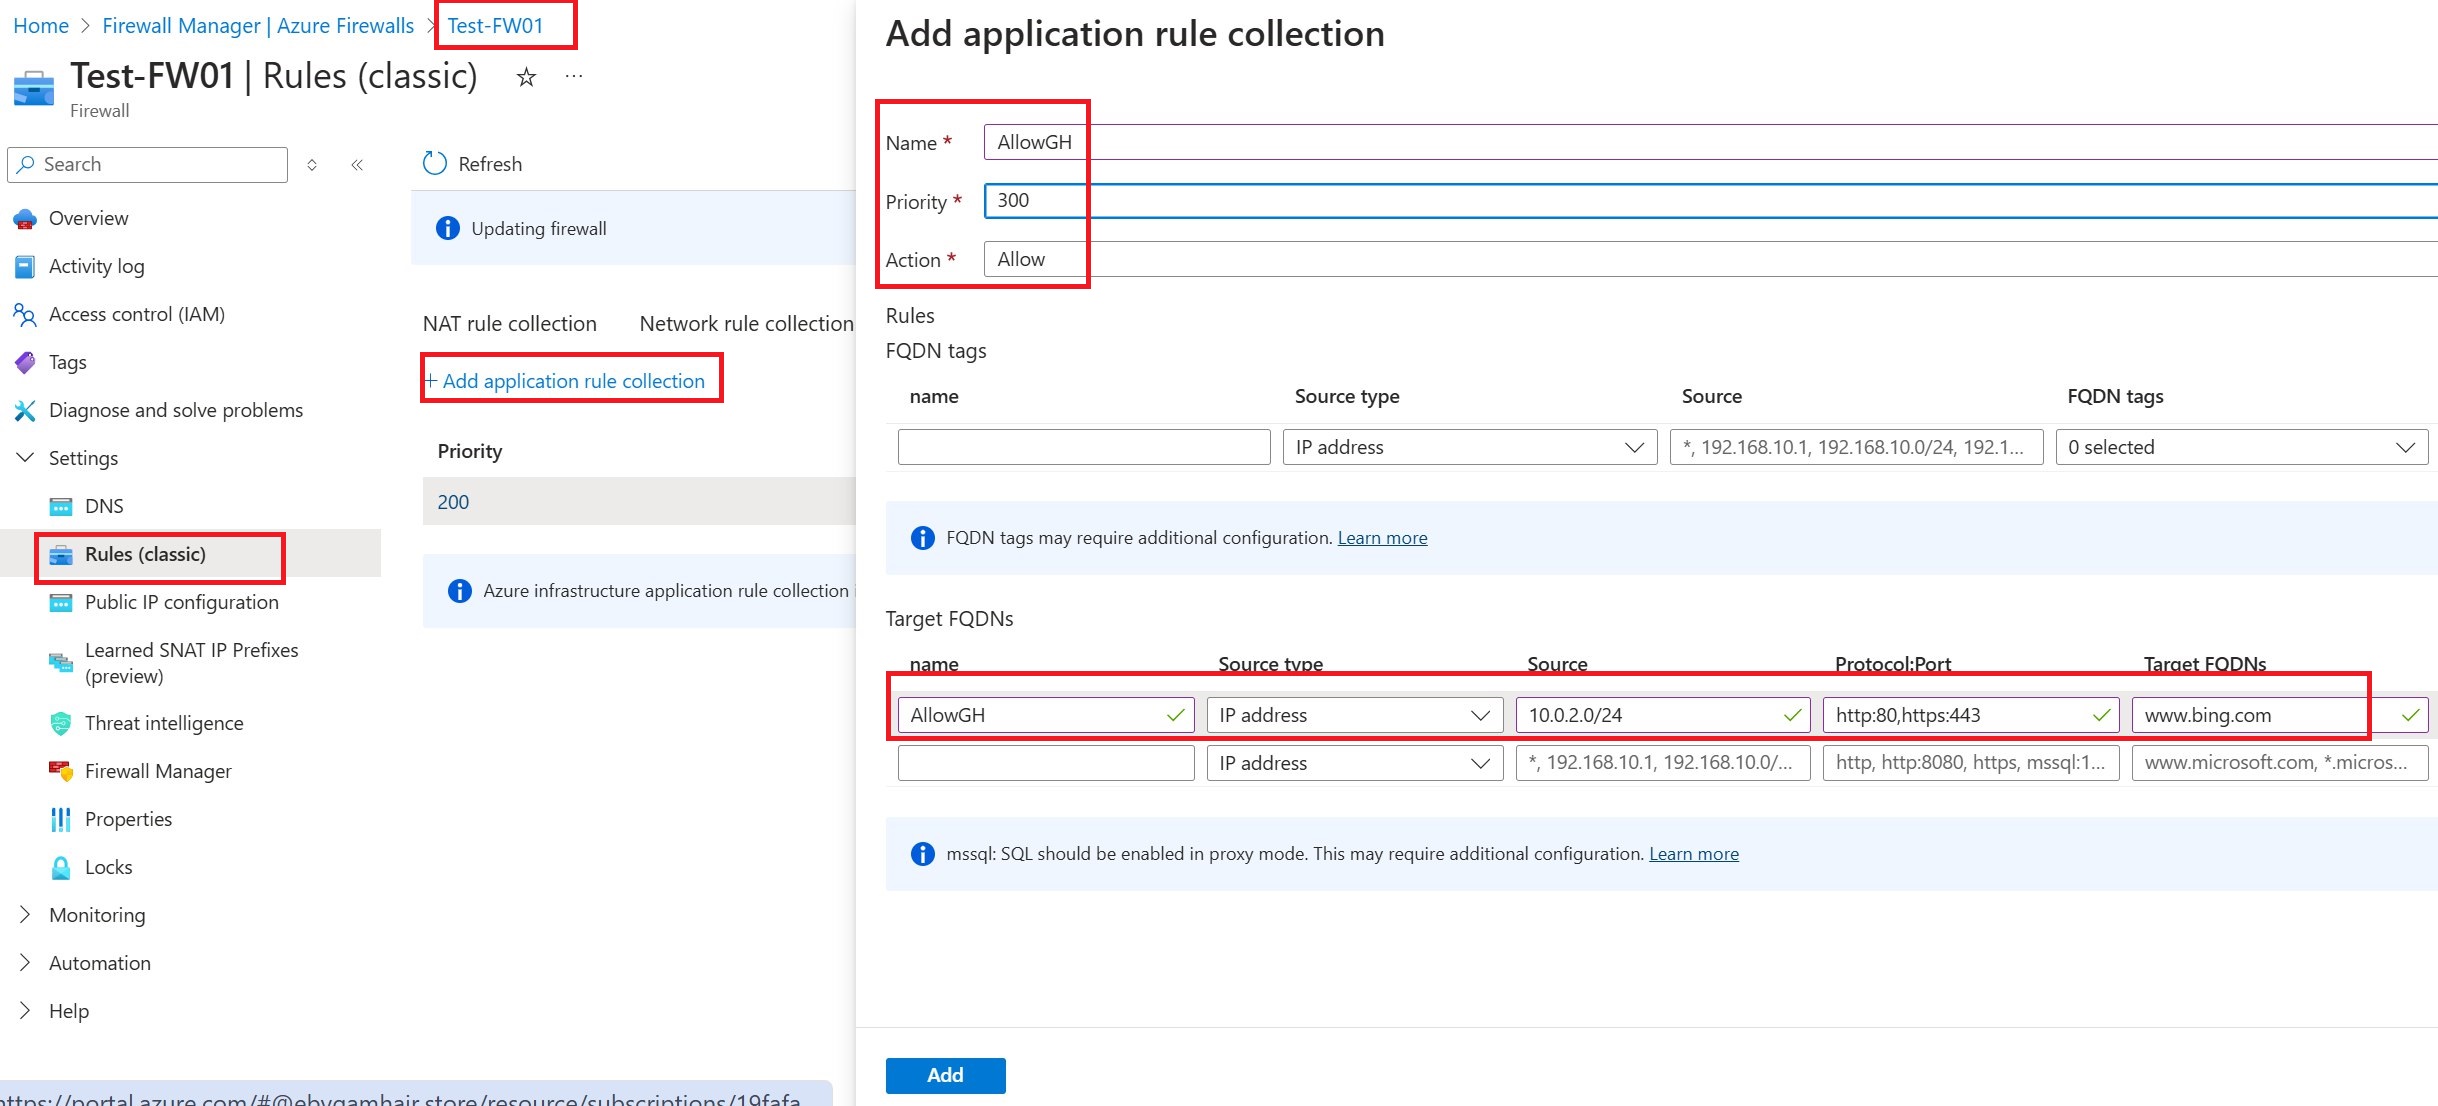 Home > Firewall Manager | Azure Firewalls > Test-FW01
Test-FW01 | Rules (classic)
Firewall
Search
Refresh
Overview
Updating firewall
Activity log
Access control (IAM)
NAT rule collection Network rule collection
Tags
+ Add application rule collection
Diagnose and solve problems
Priority
Settings
200
DNS
Rules (classic)
Azure infrastructure application rule collection
Public IP configuration
Learned SNAT IP Prefixes
(preview)
Threat intelligence
Firewall Manager
Properties
Locks
Monitoring
Automation
Help
https://portal.azure.com/#@ebygamhair.store/resource/subscriptions/19fafa
Add application rule collection
Name * AllowGH
Priority * 300
Action * Allow
Rules
FQDN tags
name Source type Source FQDN tags
IP address *, 192.168.10.1, 192.168.10.0/24, 192.1... 0 selected
FQDN tags may require additional configuration. Learn more
Target FQDNs
name Source type Source Protocol:Port Target FQDNs
AllowGH IP address 10.0.2.0/24 http:80,https:443 www.bing.com
IP address *, 192.168.10.1, 192.168.10.0/... http, http:8080, https, mssql:1... www.microsoft.com, *.micros...
mssql: SQL should be enabled in proxy mode. This may require additional configuration. Learn more
Add